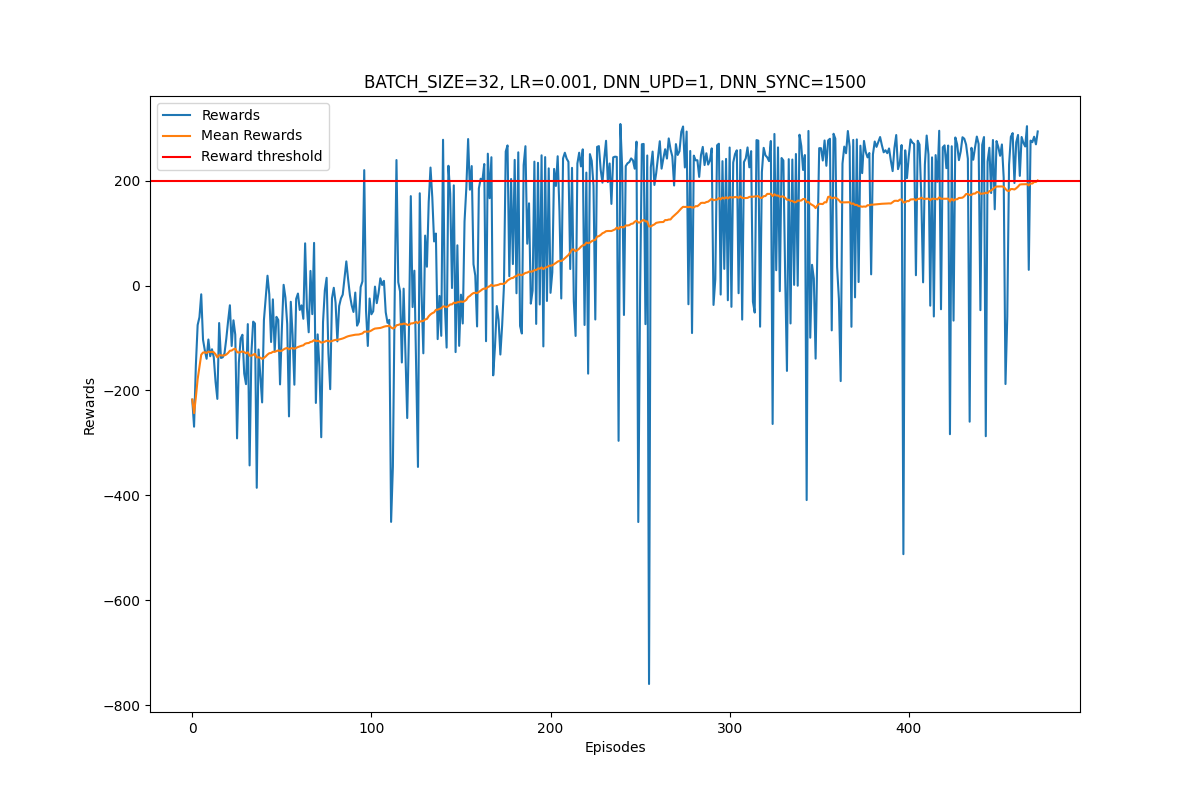 BATCH_SIZE=32, LR=0.001, DNN_UPD=1, DNN_SYNC=1500
Rewards
Mean Rewards
Reward threshold
200
0
−200
−400
−600
−800
Rewards
0
100
200
300
400
Episodes